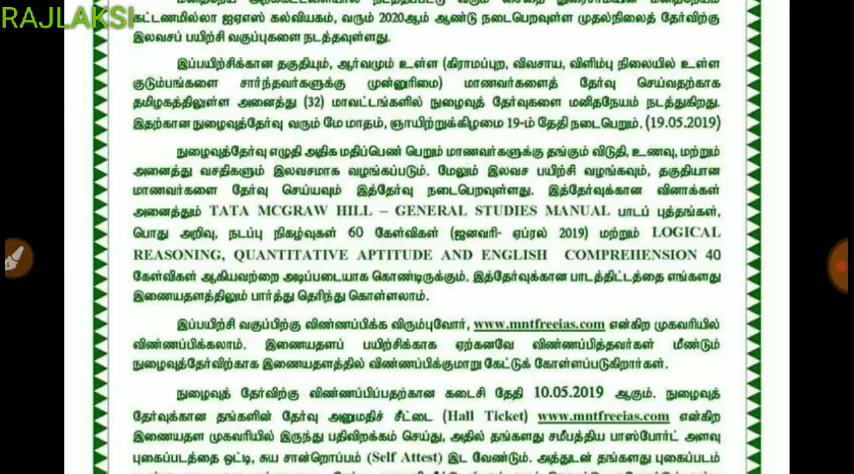 RAJLAKSI
கட்டணமில்லா ஐஏஎஸ் கல்வியகம், வரும் 2020ஆம் ஆண்டு நடைபெறவுள்ள முதல்நிலைத் தேர்விற்கு
இலவசப் பயிற்சி வகுப்புகளை நடத்தவுள்ளது.
இப்பயிற்சிக்கான தகுதியும், ஆர்வமும் உள்ள (கிராமப்புற, விவசாய, விளிம்பு நிலையில் உள்ள
குடும்பங்களை சார்ந்தவர்களுக்கு முன்னுரிமை) மாணவர்களைத் தேர்வு செய்வதற்காக
தமிழகத்திலுள்ள அனைத்து (32) மாவட்டங்களில் நுழைவுத் தேர்வுகளை மனிதநேயம் நடத்துகிறது.
இதற்கான நுழைவுத்தேர்வு வரும் மே மாதம், ஞாயிற்றுக்கிழமை 19-ம் தேதி நடைபெறும். (19.05.2019)
நுழைவுத்தேர்வு எழுதி அதிக மதிப்பெண் பெறும் மாணவர்களுக்கு தங்கும் விடுதி, உணவு, மற்றும்
அனைத்து வசதிகளும் இலவசமாக வழங்கப்படும். மேலும் இலவச பயிற்சி வழங்கவும், தகுதியான
மாணவர்களை தேர்வு செய்யவும் இத்தேர்வு நடைபெறவுள்ளது. இத்தேர்வுக்கான வினாக்கள்
அனைத்தும் TATA MCGRAW HILL – GENERAL STUDIES MANUAL பாடப் புத்தகங்கள்,
பொது அறிவு, நடப்பு நிகழ்வுகள் 60 கேள்விகள் (ஜனவரி- ஏப்ரல் 2019) மற்றும் LOGICAL
REASONING, QUANTITATIVE APTITUDE AND ENGLISH COMPREHENSION 40
கேள்விகள் ஆகியவற்றை அடிப்படையாக கொண்டிருக்கும். இத்தேர்வுக்கான பாடத்திட்டத்தை எங்களது
இணையதளத்திலும் பார்த்து தெரிந்து கொள்ளலாம்.
இப்பயிற்சி வகுப்பிற்கு விண்ணப்பிக்க விரும்புவோர், www.mntfreeias.com என்கிற முகவரியில்
விண்ணப்பிக்கலாம். இணையதளப் பயிற்சிக்காக ஏற்கனவே விண்ணப்பித்தவர்கள் மீண்டும்
நுழைவுத்தேர்விற்காக இணையதளத்தில் விண்ணப்பிக்குமாறு கேட்டுக் கொள்ளப்படுகிறார்கள்.
நுழைவுத் தேர்விற்கு விண்ணப்பிப்பதற்கான கடைசி தேதி 10.05.2019 ஆகும். நுழைவுத்
தேர்வுக்கான தங்களின் தேர்வு அனுமதிச் சீட்டை (Hall Ticket) www.mntfreeias.com என்கிற
இணையதள முகவரியில் இருந்து பதிவிறக்கம் செய்து, அதில் தங்களது சமீபத்திய பாஸ்போர்ட் அளவு
புகைப்படத்தை ஒட்டி, சுய சான்றொப்பம் (Self Attest) இட வேண்டும். அத்துடன் தங்களது புகைப்படம்